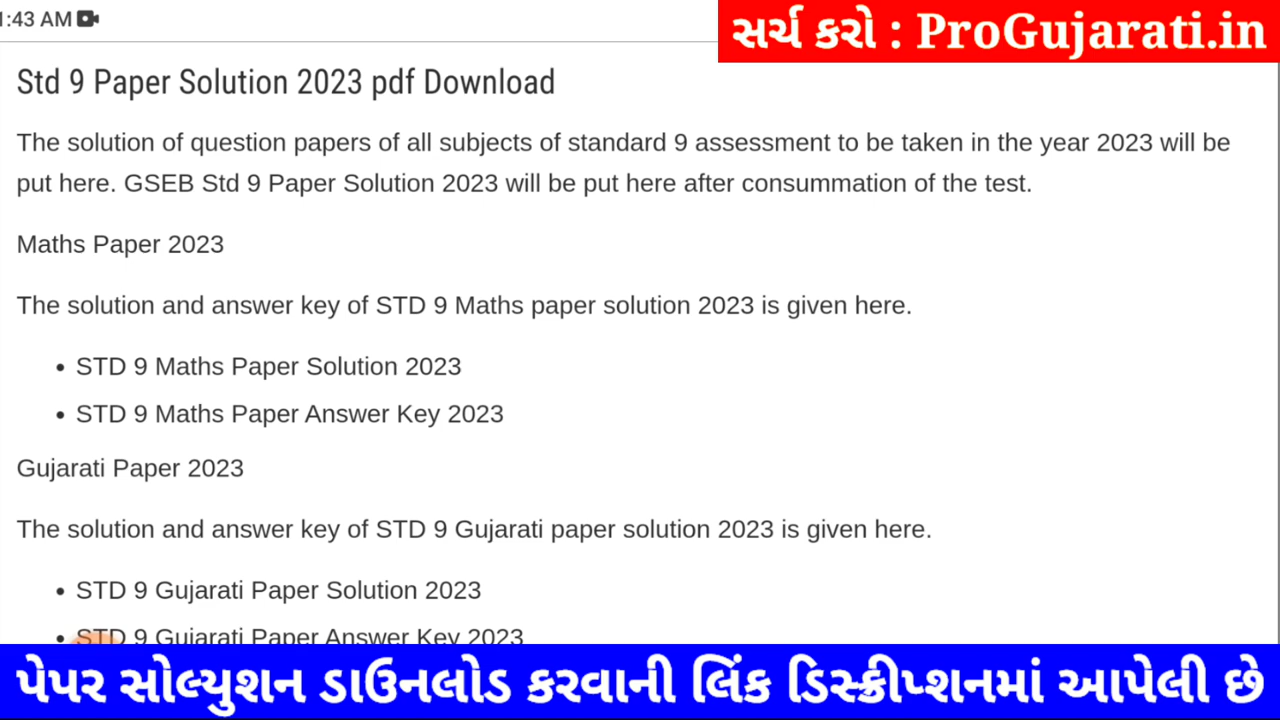 :43 AM
સર્ચ કરો : ProGujarati.in
Std 9 Paper Solution 2023 pdf Download
The solution of question papers of all subjects of standard 9 assessment to be taken in the year 2023 will be
put here. GSEB Std 9 Paper Solution 2023 will be put here after consummation of the test.
Maths Paper 2023
The solution and answer key of STD 9 Maths paper solution 2023 is given here.
• STD 9 Maths Paper Solution 2023
• STD 9 Maths Paper Answer Key 2023
Gujarati Paper 2023
The solution and answer key of STD 9 Gujarati paper solution 2023 is given here.
• STD 9 Gujarati Paper Solution 2023
• STD 9 Gujarati Paper Answer Key 2023
પેપર સોલ્યુશન ડાઉનલોડ કરવાની લિંક ડિસ્ક્રીપ્શનમાં આપેલી છે